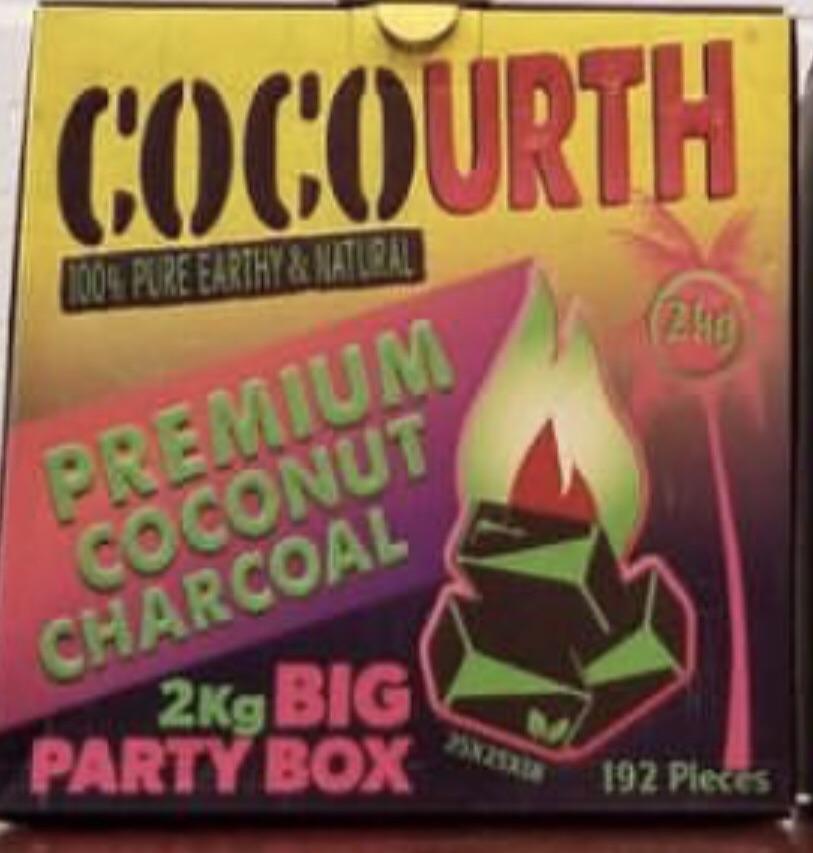 COCOURTH
100% PURE EARTHY & NATURAL
2kg
PREMIUM
COCONUT
CHARCOAL
2Kg BIG
PARTY BOX
192 Pieces